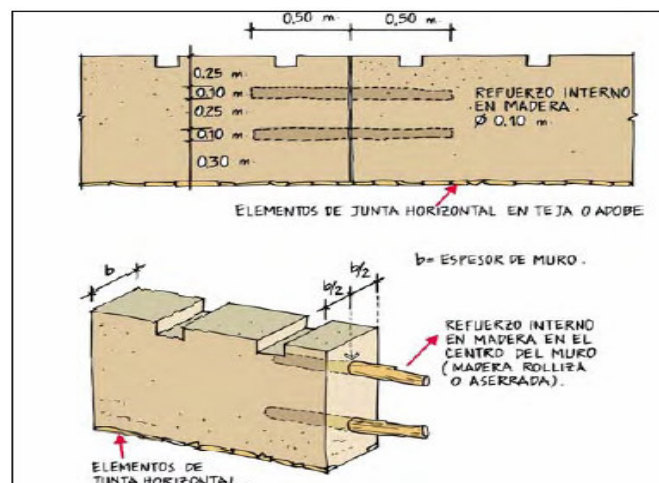 0,50 m.
0,50 m.
0.25 m
0.10 m
0.25 m
0.10 m
0.30 m
REFUERZO INTERNO
EN MADERA.
Ø 0.10 m.
ELEMENTOS DE JUNTA HORIZONTAL EN TEJA O ADOBE
b = ESPESOR DE MURO.
b
b/2
b/2
REFUERZO INTERNO
EN MADERA EN EL
CENTRO DEL MURO
(MADERA ROLLIZA
O ASERRADA).
ELEMENTOS DE
JUNTA HORIZONTAL.